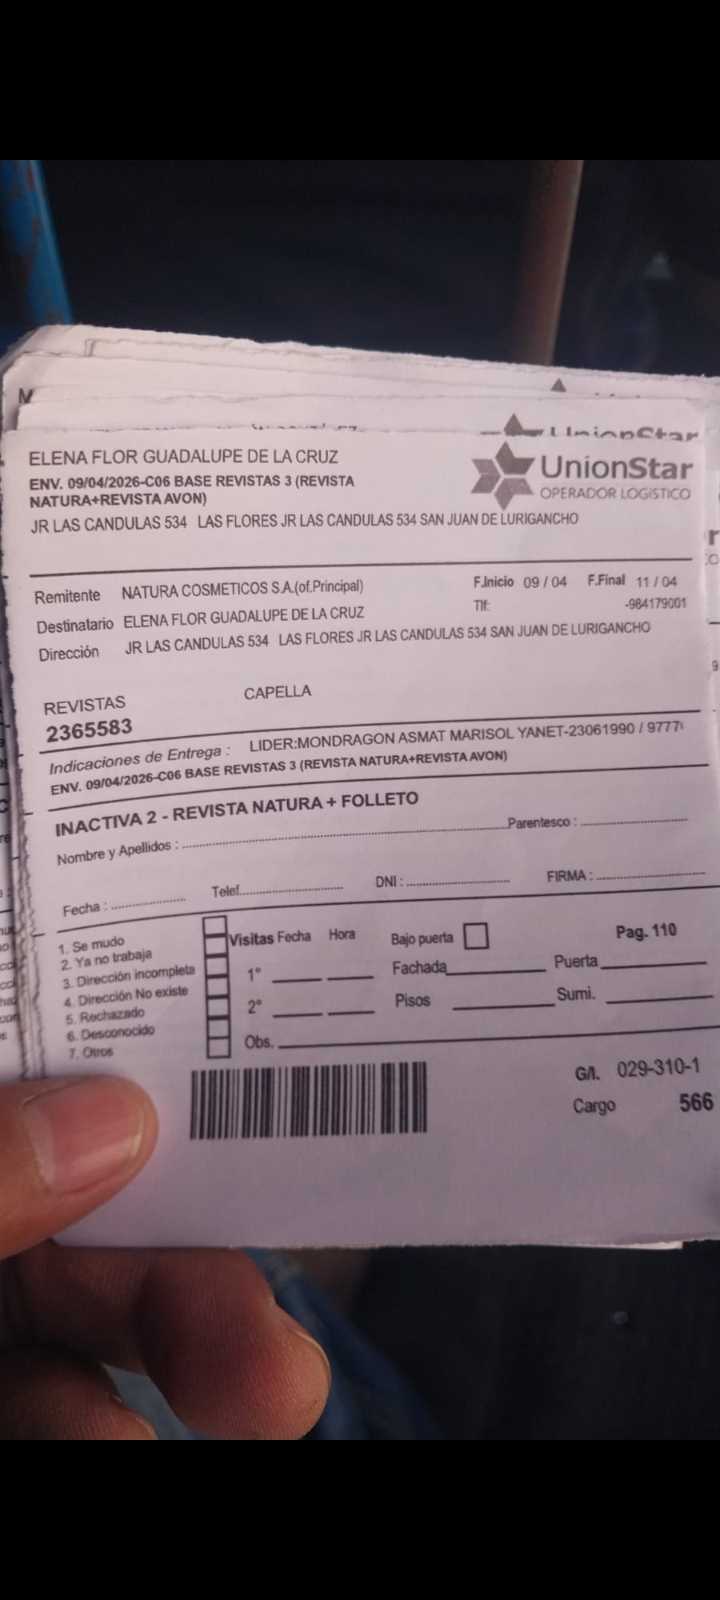 UnionStar
ELENA FLOR GUADALUPE DE LA CRUZ
ENV. 09/04/2026-C06 BASE REVISTAS 3 (REVISTA
NATURA+REVISTA AVON)
UnionStar
OPERADOR LOGISTICO
JR LAS CANDULAS 534 LAS FLORES JR LAS CANDULAS 534 SAN JUAN DE LURIGANCHO
Remitente NATURA COSMETICOS S.A.(of.Principal) F.Inicio 09 / 04 F.Final 11 / 04
Destinatario ELENA FLOR GUADALUPE DE LA CRUZ Tlf: -984179001
Dirección JR LAS CANDULAS 534 LAS FLORES JR LAS CANDULAS 534 SAN JUAN DE LURIGANCHO
REVISTAS CAPELLA
2365583
Indicaciones de Entrega : LIDER:MONDRAGON ASMAT MARISOL YANET-23061990 / 9777
ENV. 09/04/2026-C06 BASE REVISTAS 3 (REVISTA NATURA+REVISTA AVON)
INACTIVA 2 - REVISTA NATURA + FOLLETO
Nombre y Apellidos : Parentesco :
Fecha : Telef. DNI : FIRMA :
1. Se mudo
2. Ya no trabaja
3. Dirección incompleta
4. Dirección No existe
5. Rechazado
6. Desconocido
7. Otros
Visitas Fecha Hora Bajo puerta Pag. 110
1° Fachada Puerta
2° Pisos Sumi.
Obs.
G/I. 029-310-1
Cargo 566